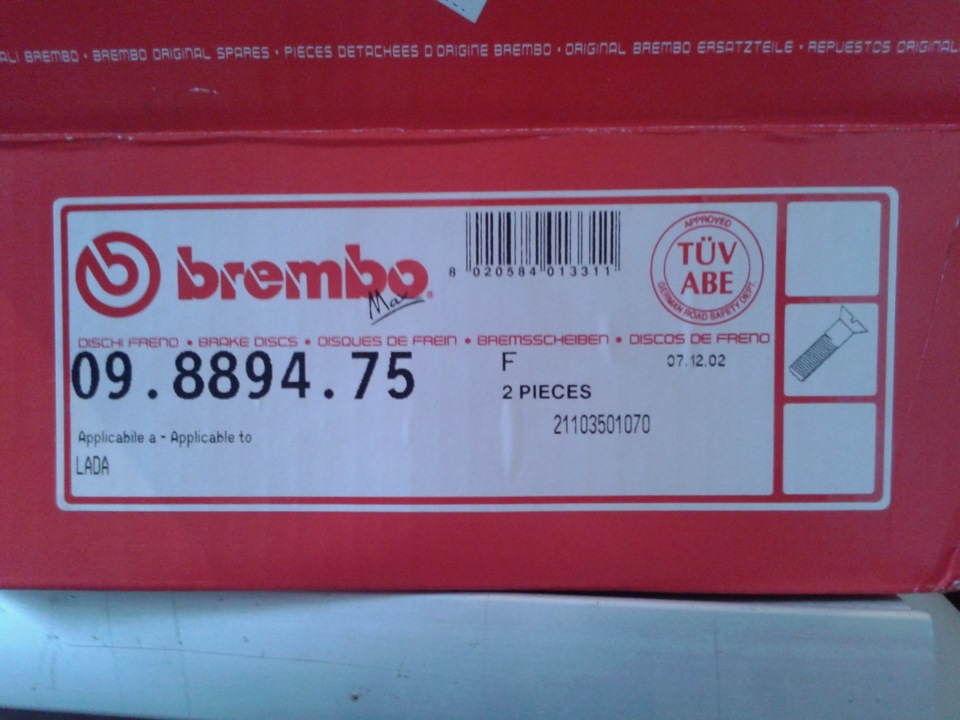 ALI BREMBO • BREMBO ORIGINAL SPARES • PIECES DETACHEES D'ORIGINE BREMBO • ORIGINAL BREMBO ERSATZTEILE • REPUESTOS ORIGINAL
brembo
Max
8 020584 013311
APPROVED
TÜV
ABE
GERMAN ROAD SAFETY DEPT.
DISCHI FRENO • BRAKE DISCS • DISQUES DE FREIN • BREMSSCHEIBEN • DISCOS DE FRENO
09.8894.75
F
07.12.02
2 PIECES
21103501070
Applicabile a - Applicable to
LADA